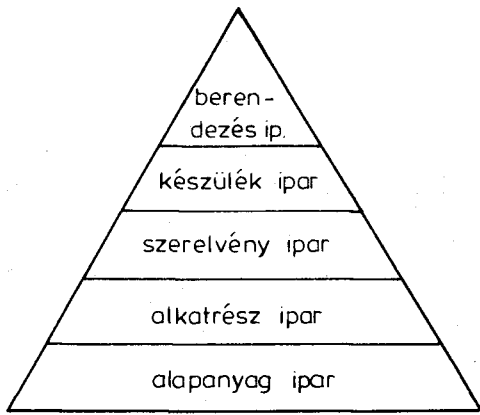 beren-
dezés ip.
készülék ipar
szerelvény ipar
alkatrész ipar
alapanyag ipar